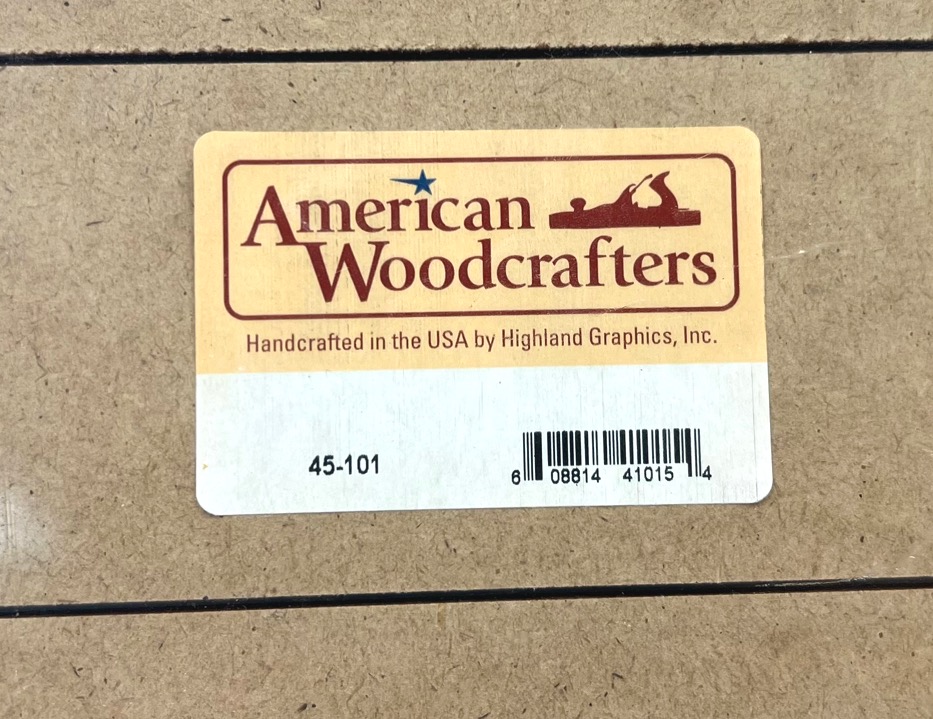 American
Woodcrafters
Handcrafted in the USA by Highland Graphics, Inc.
45-101
6 08814 41015 4